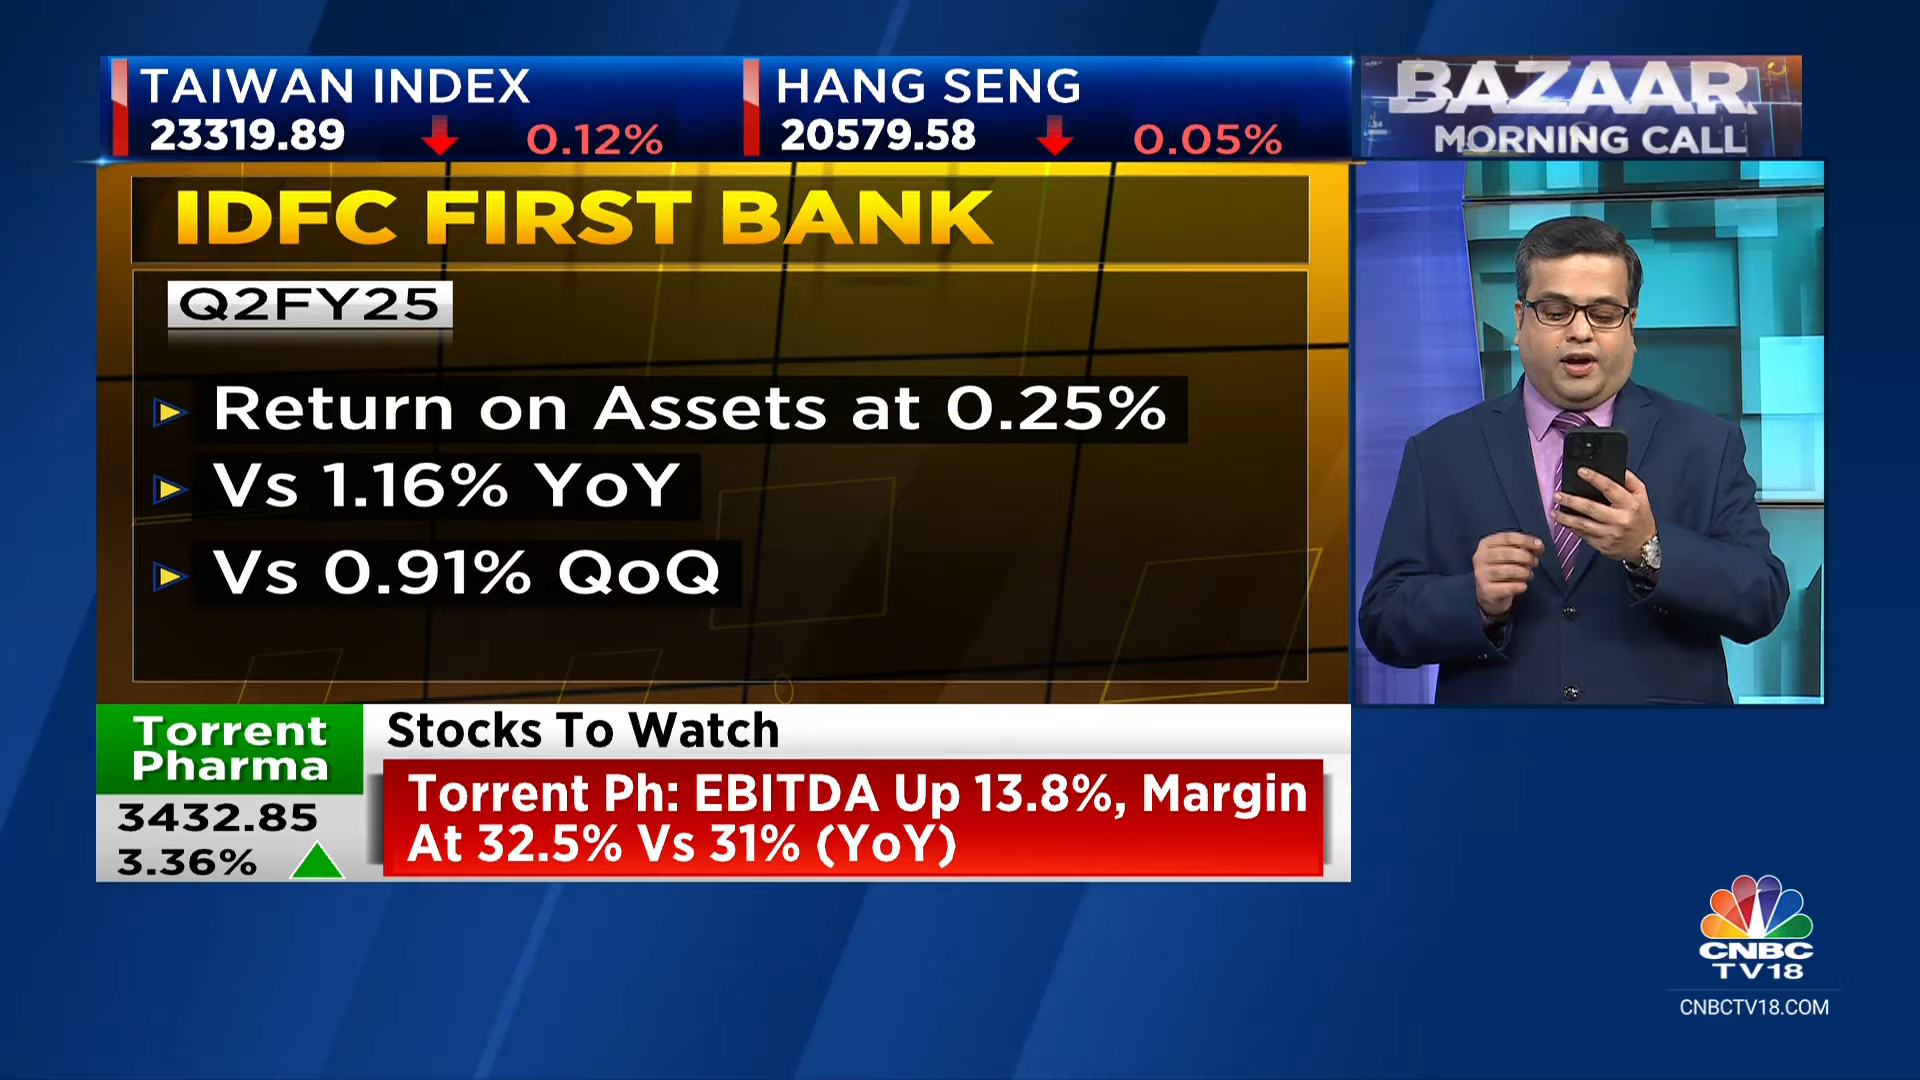 TAIWAN INDEX
23319.89 0.12%
HANG SENG
20579.58 0.05%
BAZAAR
MORNING CALL
IDFC FIRST BANK
Q2FY25
Return on Assets at 0.25%
Vs 1.16% YoY
Vs 0.91% QoQ
Torrent
Pharma
3432.85
3.36%
Stocks To Watch
Torrent Ph: EBITDA Up 13.8%, Margin
At 32.5% Vs 31% (YoY)
CNBC
TV18
CNBCTV18.COM